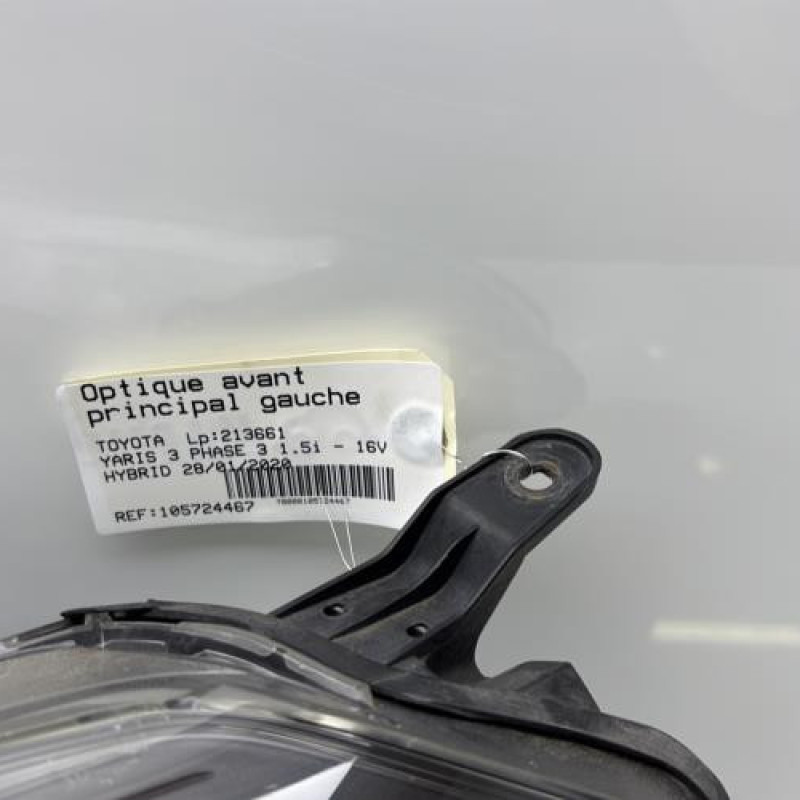 Optique avant
principal gauche
TOYOTA Lp:213661
YARIS 3 PHASE 3 1.5i - 16V
HYBRID 28/01/2020
REF:105724467